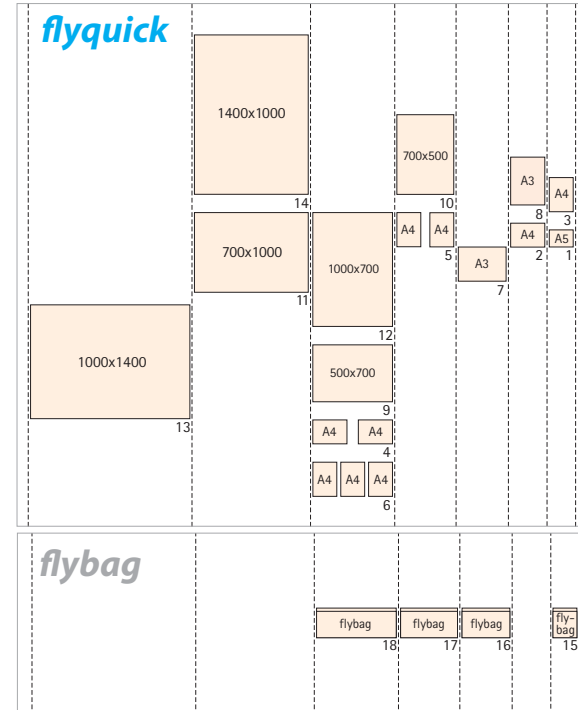 flyquick
1400x1000
14
700x500
10
A3
8
A4
3
A4
A4
5
A4
2
A5
1
700x1000
11
1000x700
12
A3
7
1000x1400
13
500x700
9
A4
A4
4
A4
A4
A4
6
flybag
flybag
18
flybag
17
flybag
16
fly-
bag
15